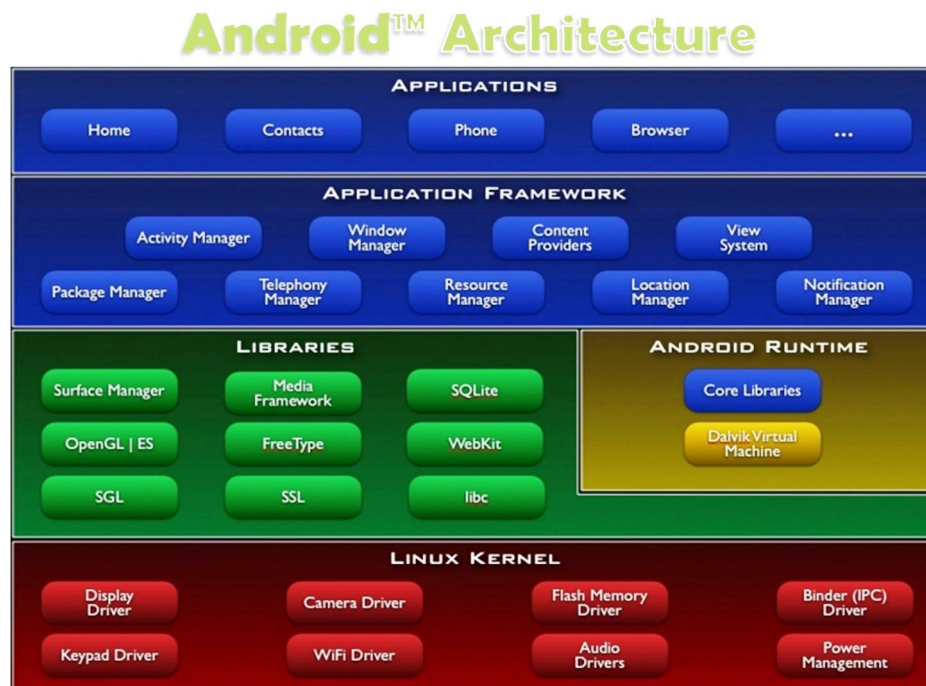 Android™ Architecture
APPLICATIONS
Home
Contacts
Phone
Browser
...
APPLICATION FRAMEWORK
Activity Manager
Window
Manager
Content
Providers
View
System
Package Manager
Telephony
Manager
Resource
Manager
Location
Manager
Notification
Manager
LIBRARIES
Surface Manager
Media
Framework
SQLite
OpenGL | ES
FreeType
WebKit
SGL
SSL
libc
ANDROID RUNTIME
Core Libraries
Dalvik Virtual
Machine
LINUX KERNEL
Display
Driver
Camera Driver
Flash Memory
Driver
Binder (IPC)
Driver
Keypad Driver
WiFi Driver
Audio
Drivers
Power
Management